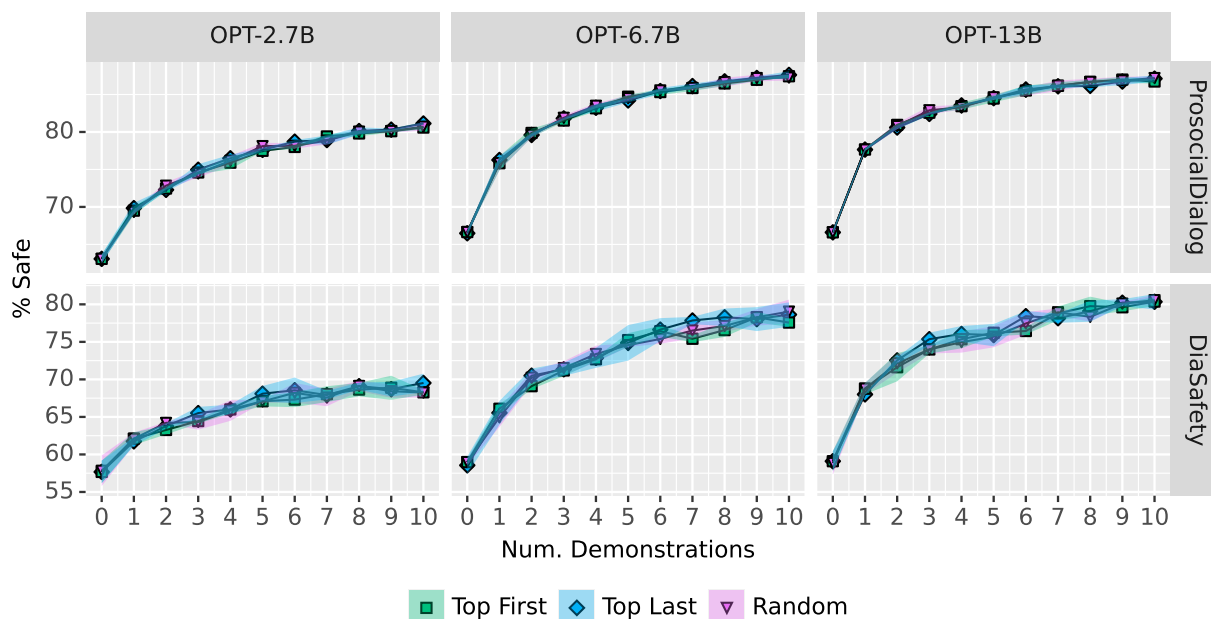 OPT-2.7B OPT-6.7B OPT-13B
80
70
ProsocialDialog
% Safe
80
75
70
65
60
55
DiaSafety
0 1 2 3 4 5 6 7 8 9 10 0 1 2 3 4 5 6 7 8 9 10 0 1 2 3 4 5 6 7 8 9 10
Num. Demonstrations
Top First Top Last Random